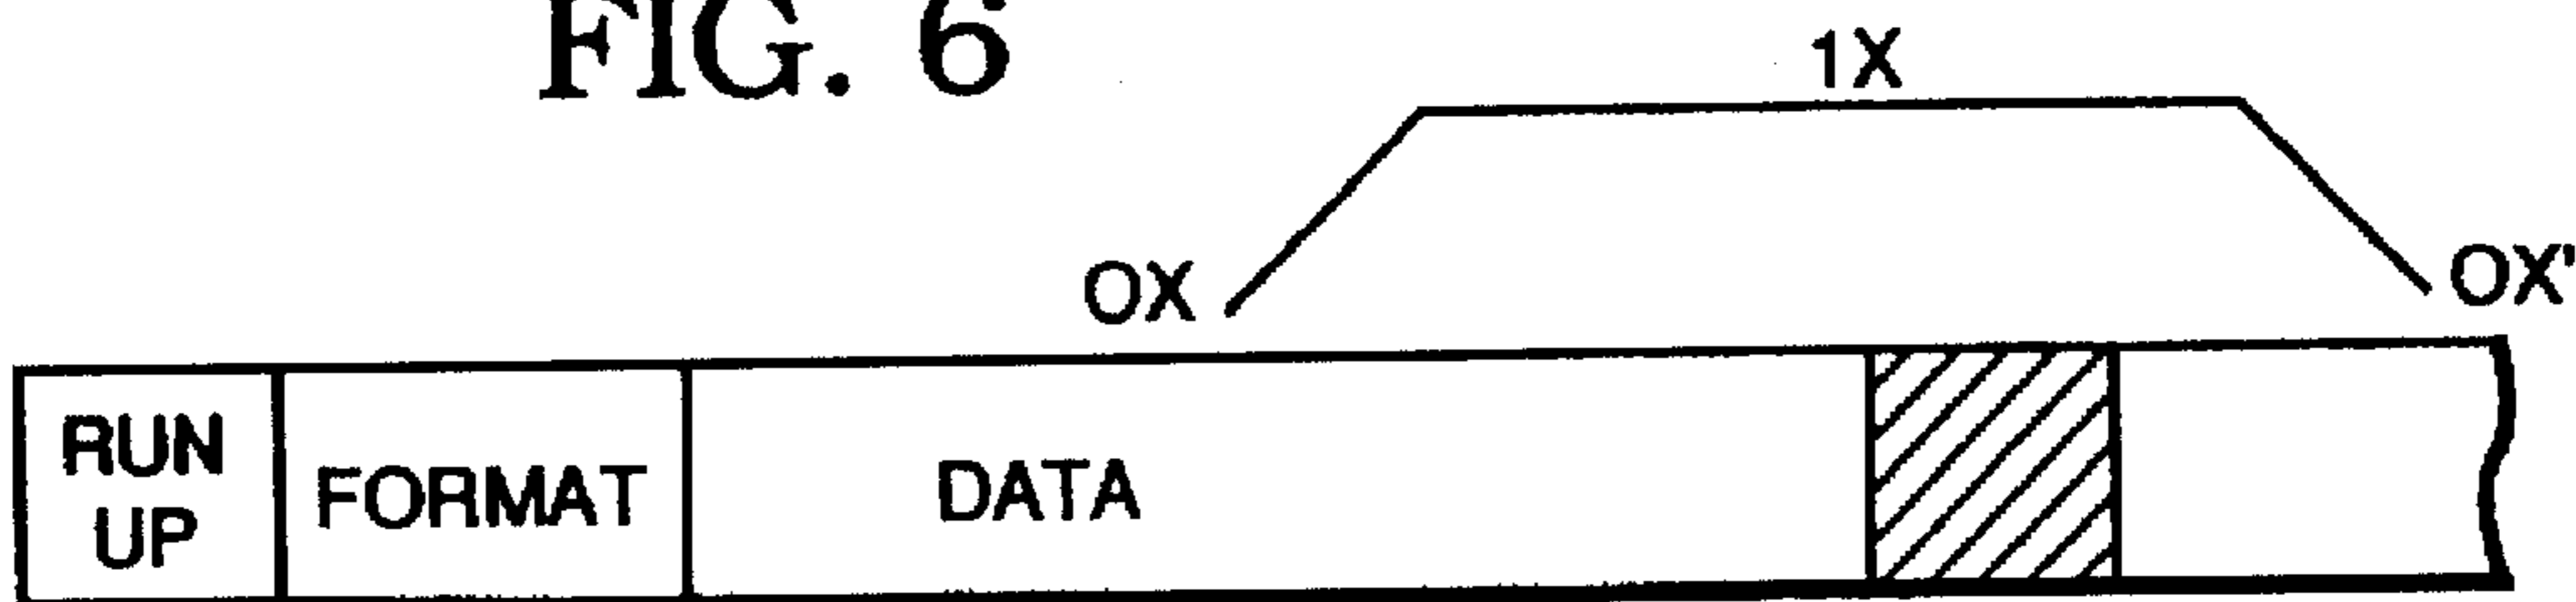 FIG. 6
1X
OX
OX'
RUN
UP
FORMAT
DATA